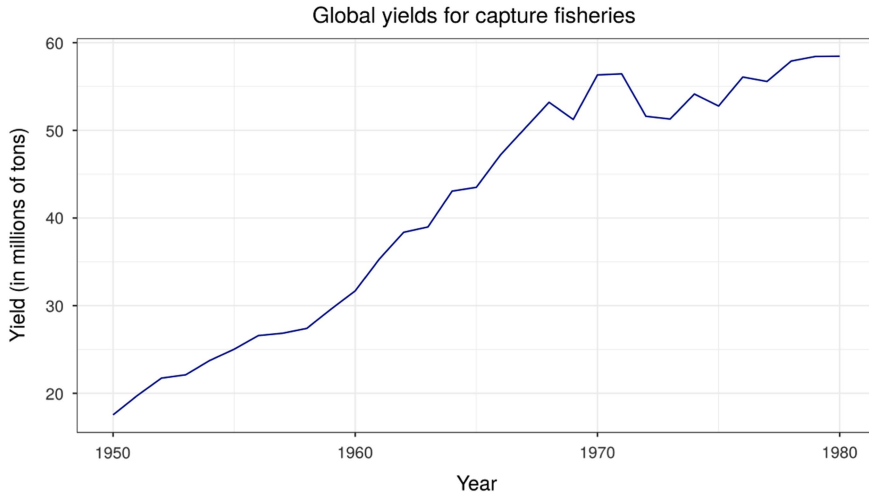 Global yields for capture fisheries
Yield (in millions of tons)
60
50
40
30
20
1950 1960 1970 1980
Year